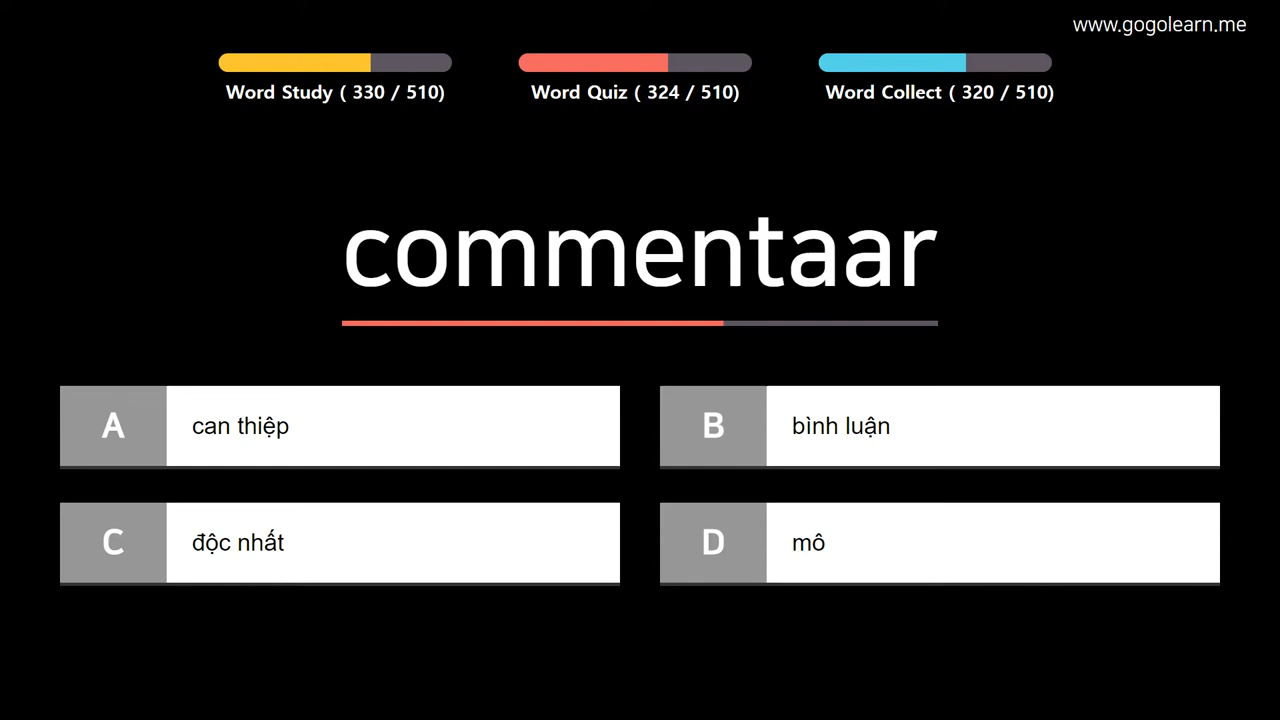 www.gogolearn.me
Word Study ( 330 / 510)
Word Quiz ( 324 / 510)
Word Collect ( 320 / 510)
commentaar
A can thiệp
B bình luận
C độc nhất
D mô